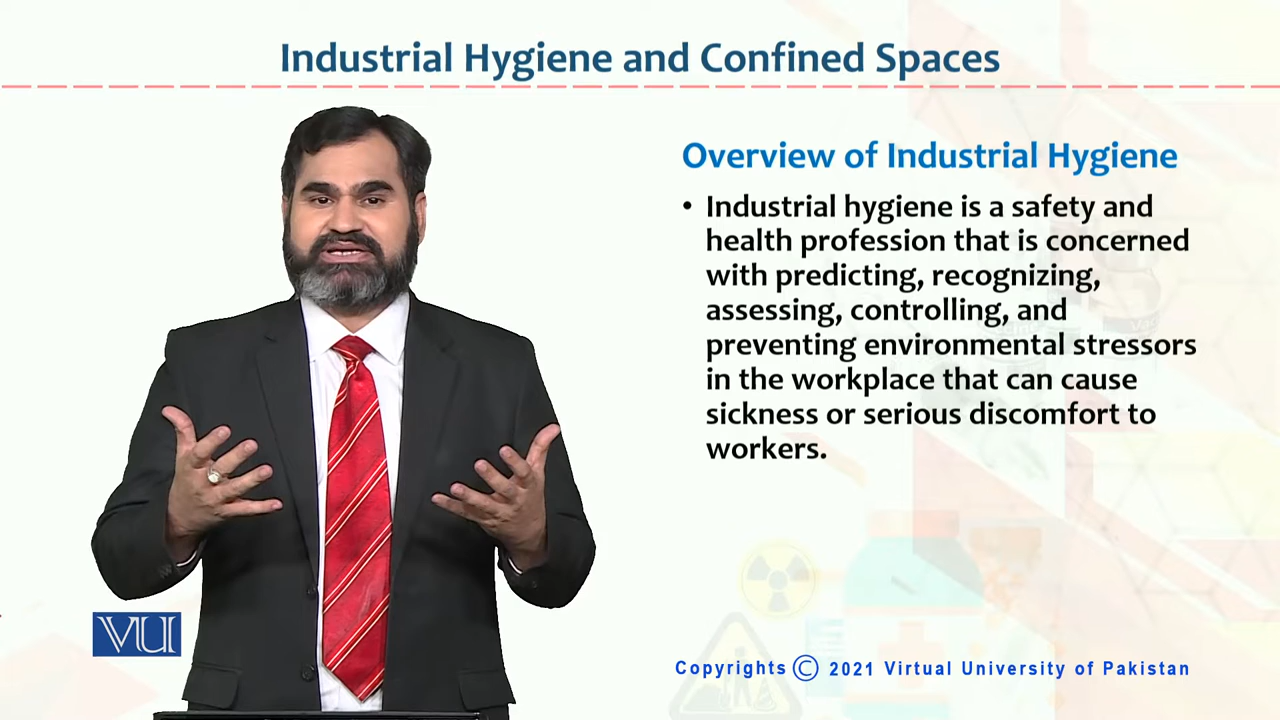 Industrial Hygiene and Confined Spaces
Overview of Industrial Hygiene
• Industrial hygiene is a safety and
health profession that is concerned
with predicting, recognizing,
assessing, controlling, and
preventing environmental stressors
in the workplace that can cause
sickness or serious discomfort to
workers.
VU
Copyrights © 2021 Virtual University of Pakistan